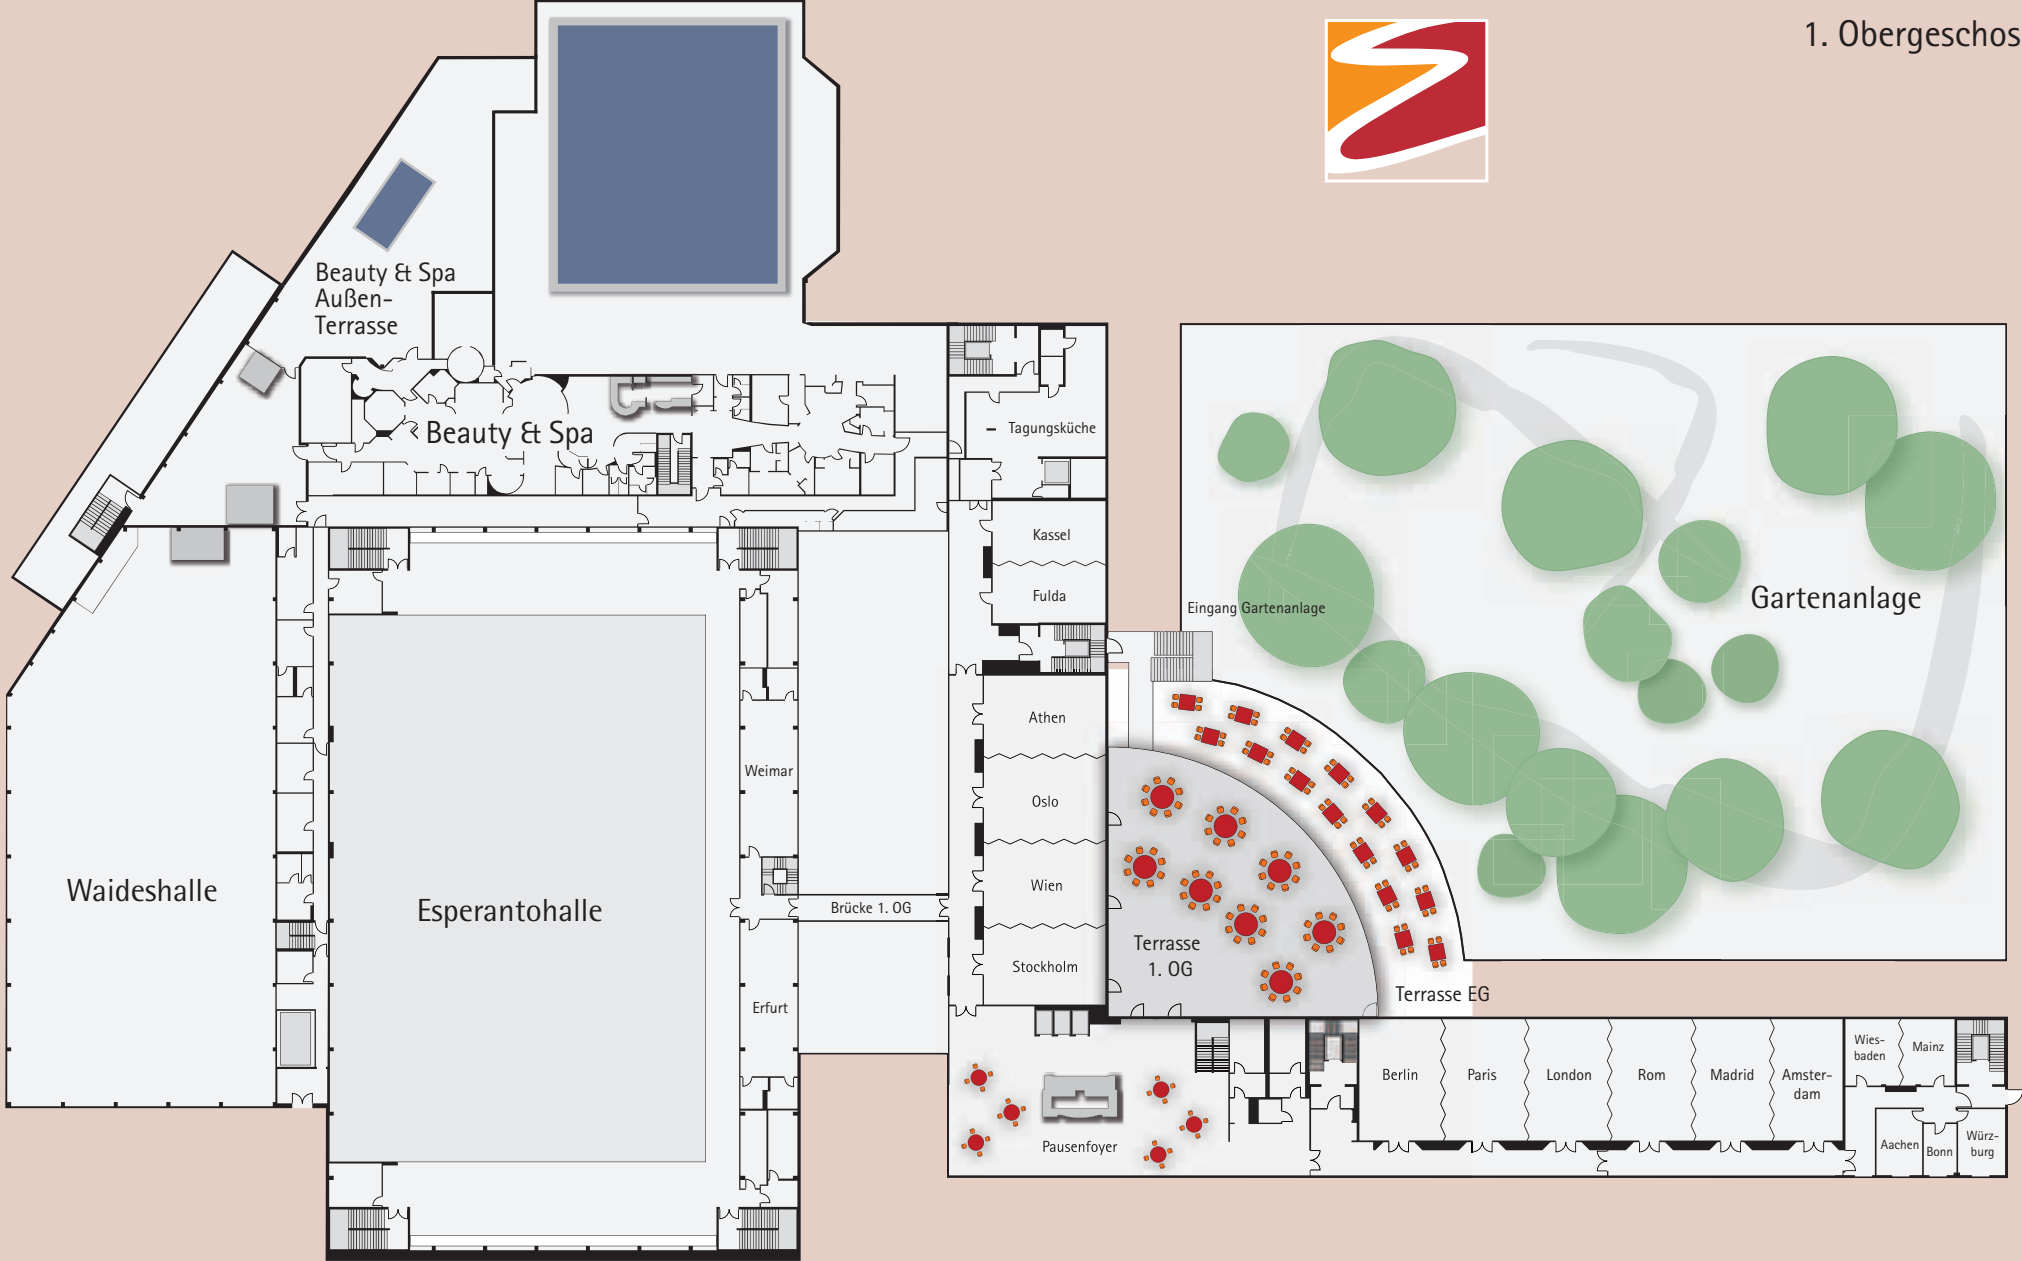 1. Obergeschos
Beauty & Spa
Außen-
Terrasse
Beauty & Spa
Tagungsküche
Kassel
Fulda
Eingang Gartenanlage
Gartenanlage
Athen
Weimar
Oslo
Waideshalle
Esperantohalle
Wien
Brücke 1. OG
Terrasse
1. OG
Stockholm
Terrasse EG
Erfurt
Berlin
Paris
London
Rom
Madrid
Amster-
dam
Wies-
baden
Mainz
Pausenfoyer
Aachen
Bonn
Würz-
burg